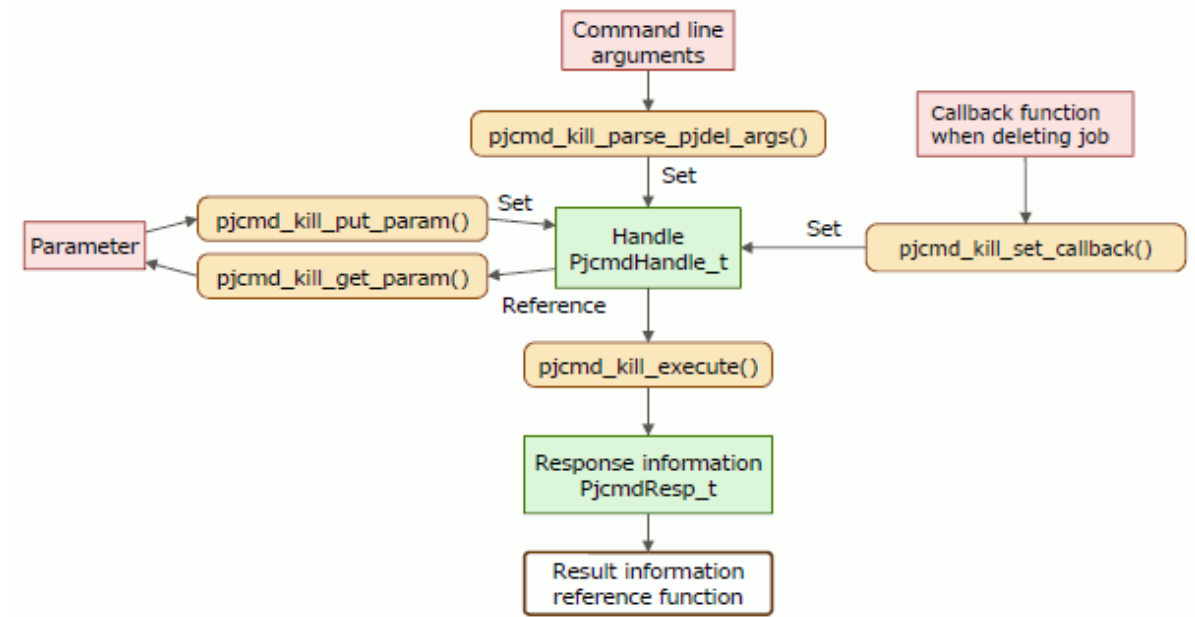 Command line
arguments
pjcmd_kill_parse_pjdel_args()
Callback function
when deleting job
Set
pjcmd_kill_put_param()
Set
Parameter
Handle
PjcmdHandle_t
Set
pjcmd_kill_set_callback()
pjcmd_kill_get_param()
Reference
pjcmd_kill_execute()
Response information
PjcmdResp_t
Result information
reference function